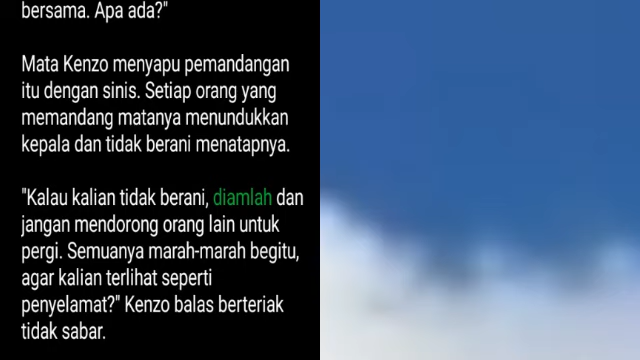 bersama. Apa ada?"
Mata Kenzo menyapu pemandangan
itu dengan sinis. Setiap orang yang
memandang matanya menundukkan
kepala dan tidak berani menatapnya.
"Kalau kalian tidak berani, diamlah dan
jangan mendorong orang lain untuk
pergi. Semuanya marah-marah begitu,
agar kalian terlihat seperti
penyelamat?" Kenzo balas berteriak
tidak sabar.